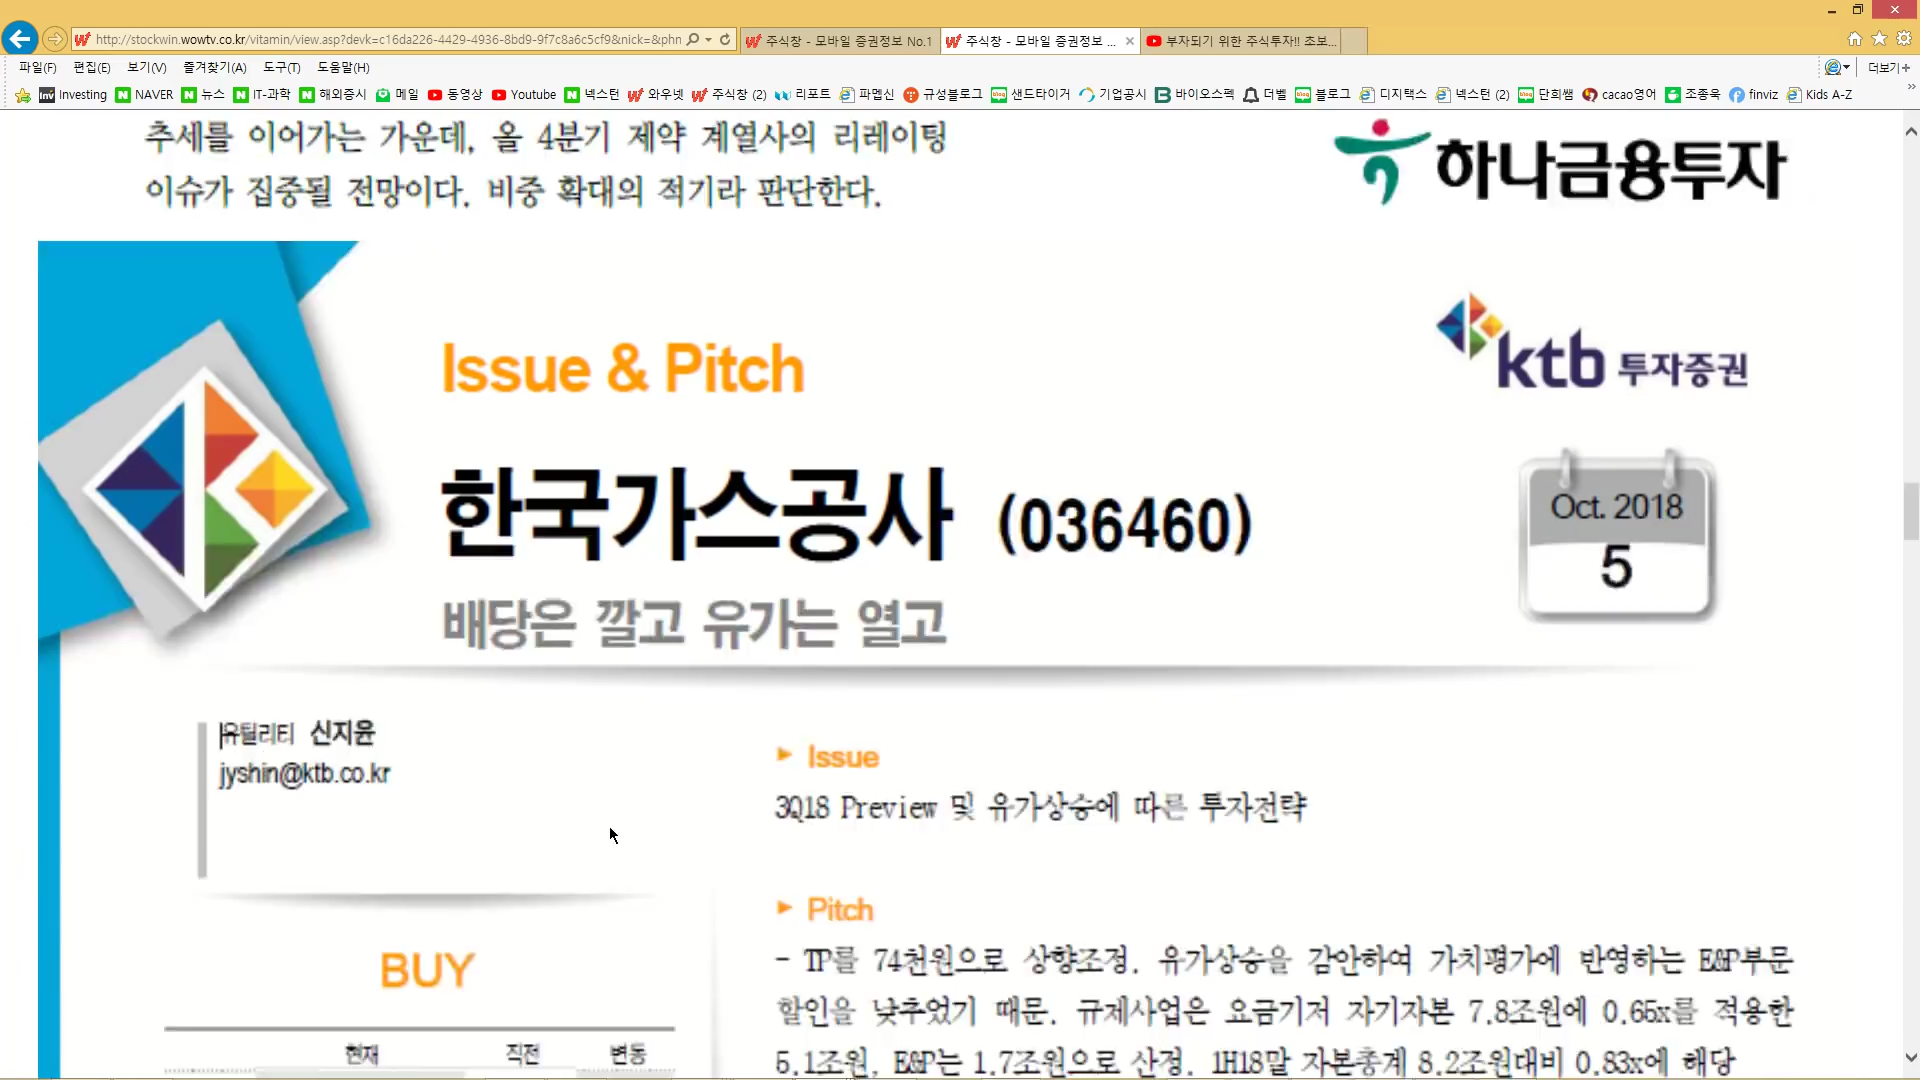 http://stockwin.wowtv.co.kr/vitamin/view.asp?devk=c16da226-4429-4936-8bd9-9f7c8a6c5cf9&nick=&phn
주식창 - 모바일 증권정보 No.1
주식창 - 모바일 증권정보 ...
부자되기 위한 주식투자!! 초보...
파일(F) 편집(E) 보기(V) 즐겨찾기(A) 도구(T) 도움말(H)
더보기
Investing NAVER 뉴스 IT-과학 해외증시 메일 동영상 Youtube 넥스턴 와우넷 주식창 (2) 리포트 파멥신 규성블로그 샌드타이거 기업공시 바이오스펙 더벨 블로그 디지택스 넥스턴 (2) 단희쌤 cacao영어 조종욱 finviz Kids A-Z
추세를 이어가는 가운데, 올 4분기 제약 계열사의 리레이팅
이슈가 집중될 전망이다. 비중 확대의 적기라 판단한다.
하나금융투자
Issue & Pitch
ktb 투자증권
한국가스공사 (036460)
Oct. 2018
5
배당은 깔고 유가는 열고
유틸리티 신지윤
jyshin@ktb.co.kr
► Issue
3Q18 Preview 및 유가상승에 따른 투자전략
► Pitch
- TP를 74천원으로 상향조정. 유가상승을 감안하여 가치평가에 반영하는 E&P부문
할인을 낮추었기 때문. 규제사업은 요금기저 자기자본 7.8조원에 0.65x를 적용한
5.1조원, E&P는 1.7조원으로 산정. 1H18말 자본총계 8.2조원대비 0.83x에 해당
BUY
현재 직전 변동